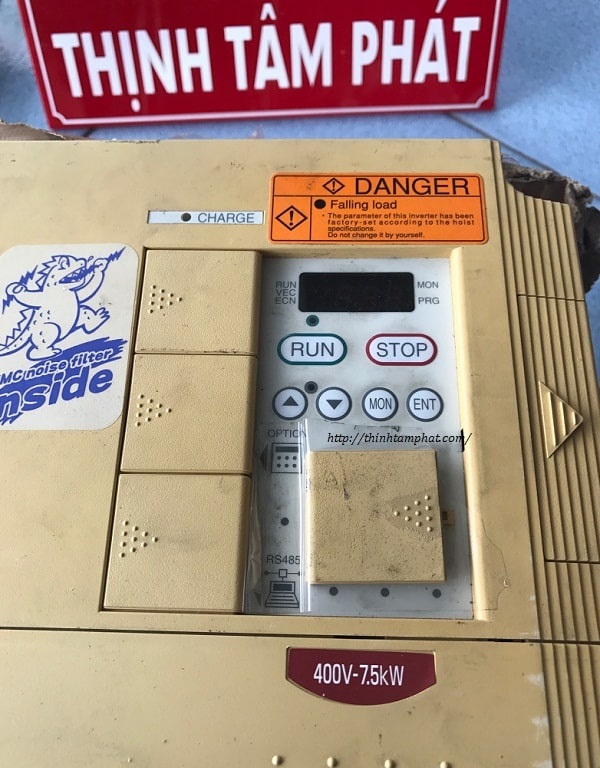 THỊNH TÂM PHÁT
DANGER
Falling load
• The parameter of this inverter has been
factory-set according to the hoist
specifications.
Do not change it by yourself.
CHARGE
MC noise filter
nside
RUN
VEC
ECN
MON
PRG
RUN
STOP
MON
ENT
OPTION
http://thinhtamphat.com/
RS485
400V-7.5kW